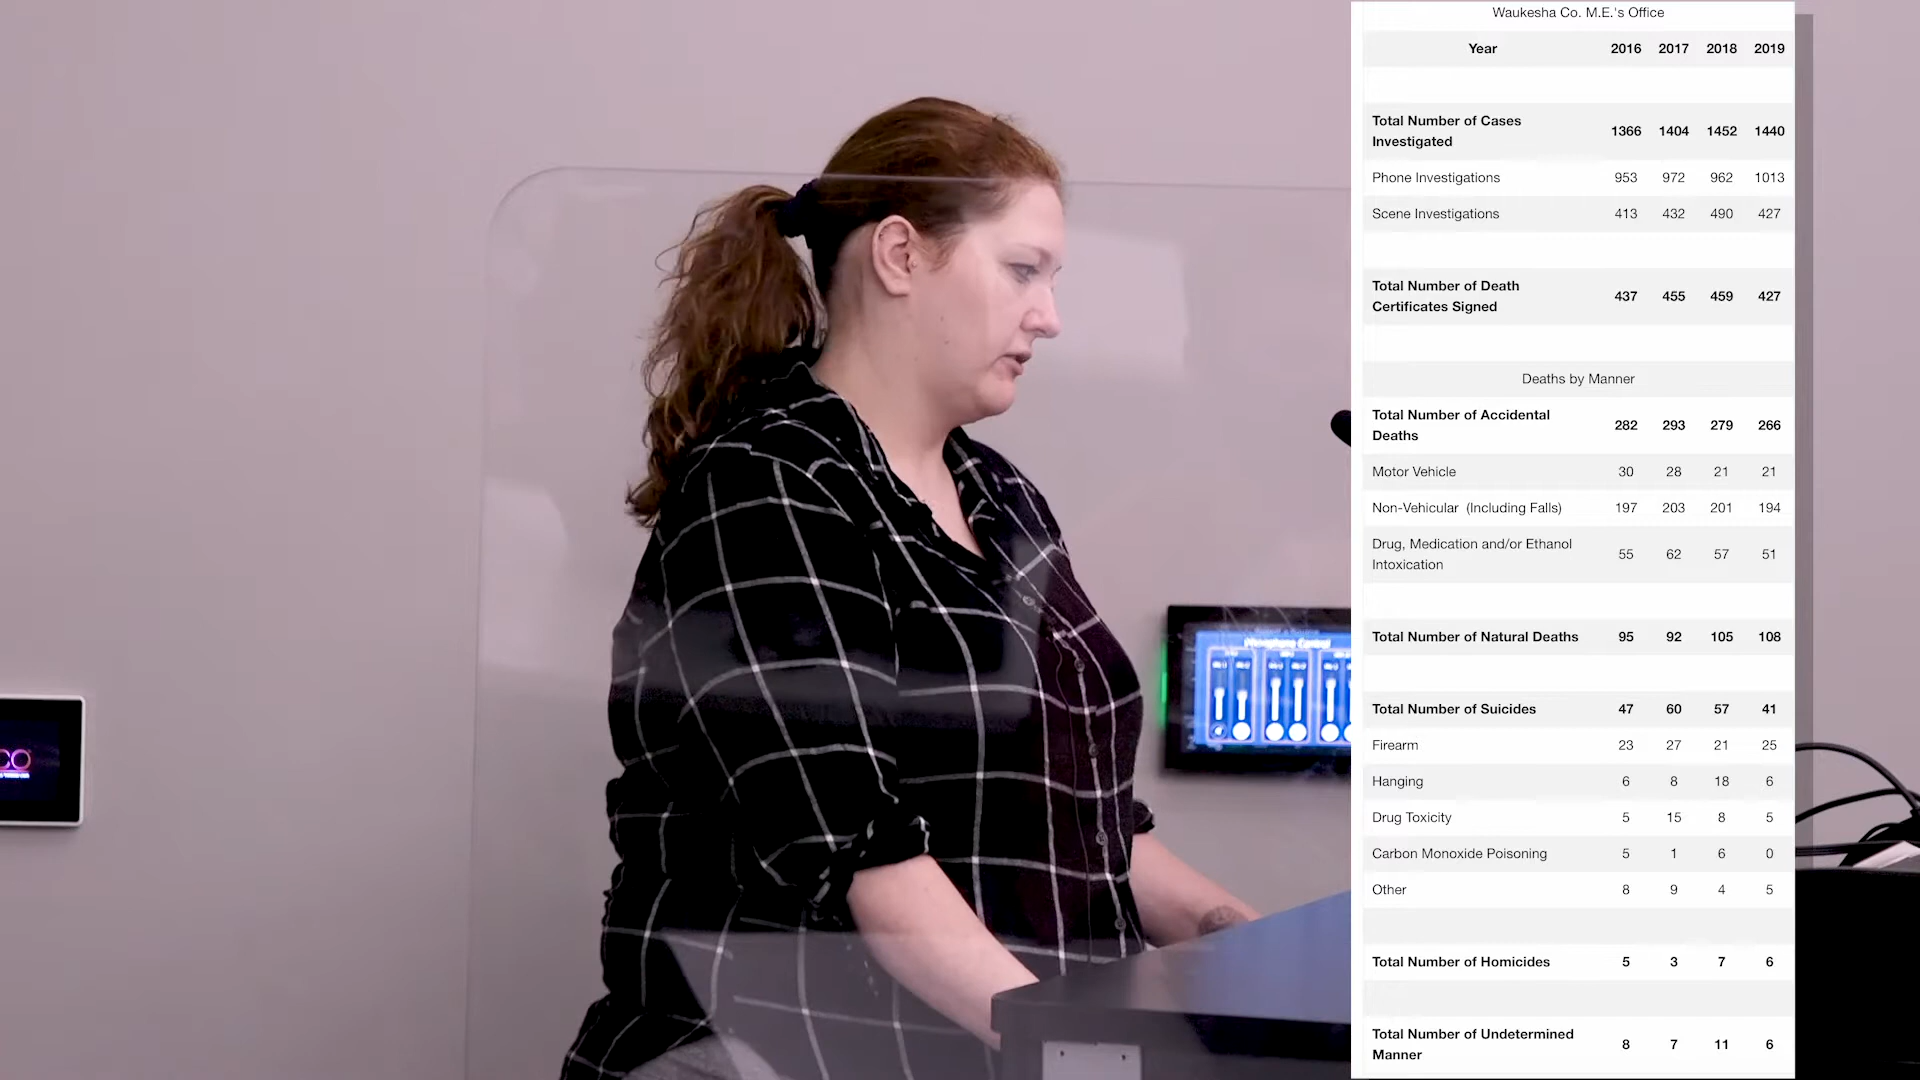 Waukesha Co. M.E.'s Office
Year 2016 2017 2018 2019
Total Number of Cases
Investigated 1366 1404 1452 1440
Phone Investigations 953 972 962 1013
Scene Investigations 413 432 490 427
Total Number of Death
Certificates Signed 437 455 459 427
Deaths by Manner
Total Number of Accidental
Deaths 282 293 279 266
Motor Vehicle 30 28 21 21
Non-Vehicular (Including Falls) 197 203 201 194
Drug, Medication and/or Ethanol
Intoxication 55 62 57 51
Total Number of Natural Deaths 95 92 105 108
Total Number of Suicides 47 60 57 41
Firearm 23 27 21 25
Hanging 6 8 18 6
Drug Toxicity 5 15 8 5
Carbon Monoxide Poisoning 5 1 6 0
Other 8 9 4 5
Total Number of Homicides 5 3 7 6
Total Number of Undetermined
Manner 8 7 11 6
Microphone Control